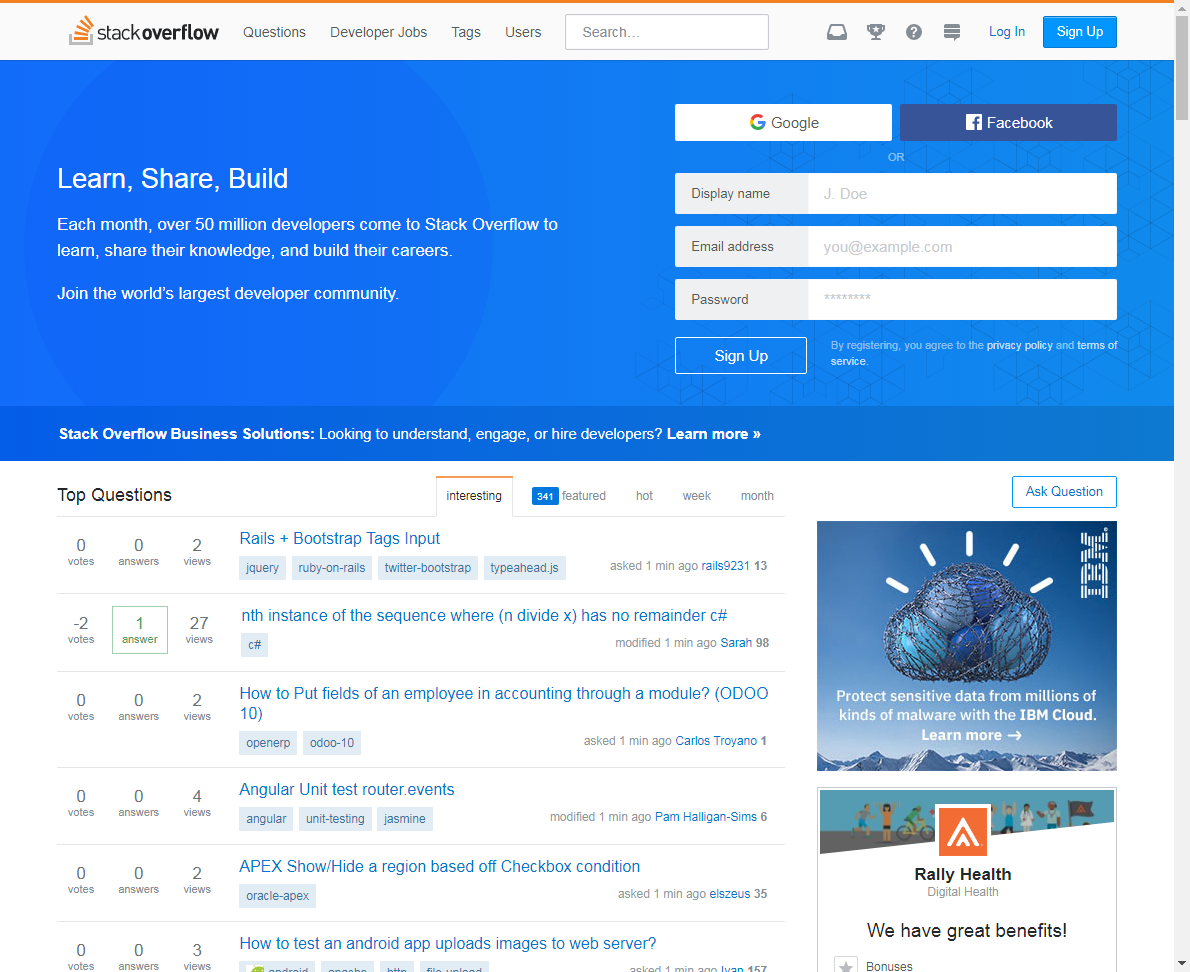 stackoverflow Questions Developer Jobs Tags Users Search... Log In Sign Up
Google Facebook
OR
Learn, Share, Build
Each month, over 50 million developers come to Stack Overflow to
learn, share their knowledge, and build their careers.
Join the world's largest developer community.
Display name J. Doe
Email address you@example.com
Password ********
Sign Up
By registering, you agree to the privacy policy and terms of
service.
Stack Overflow Business Solutions: Looking to understand, engage, or hire developers? Learn more »
Top Questions interesting 341 featured hot week month
Ask Question
0 votes 0 answers 2 views
Rails + Bootstrap Tags Input
jquery ruby-on-rails twitter-bootstrap typeahead.js
asked 1 min ago rails9231 13
-2 votes 1 answer 27 views
nth instance of the sequence where (n divide x) has no remainder c#
c#
modified 1 min ago Sarah 98
0 votes 0 answers 2 views
How to Put fields of an employee in accounting through a module? (ODOO
10)
openerp odoo-10
asked 1 min ago Carlos Troyano 1
0 votes 0 answers 4 views
Angular Unit test router.events
angular unit-testing jasmine
modified 1 min ago Pam Halligan-Sims 6
0 votes 0 answers 2 views
APEX Show/Hide a region based off Checkbox condition
oracle-apex
asked 1 min ago elszeus 35
0 votes 0 answers 3 views
How to test an android app uploads images to web server?
android apache http file-upload
asked 1 min ago Ivan 157
IBM
Protect sensitive data from millions of
kinds of malware with the IBM Cloud.
Learn more →
Rally Health
Digital Health
We have great benefits!
Bonuses